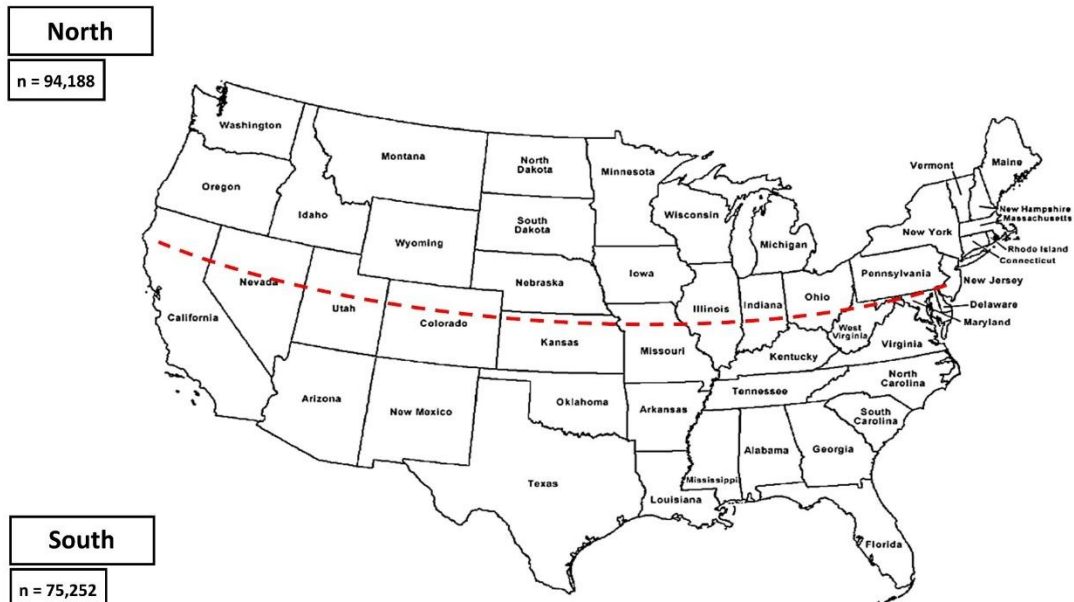 North
n = 94,188
Washington
Montana
North
Dakota
Minnesota
Vermont
Maine
Oregon
Idaho
South
Dakota
Wisconsin
Michigan
New Hampshire
Massachusetts
New York
Rhode Island
Connecticut
Wyoming
Nevada
Nebraska
Iowa
Pennsylvania
New Jersey
Utah
Colorado
Illinois
Indiana
Ohio
Delaware
Maryland
California
Kansas
Missouri
West
Virginia
Virginia
Kentucky
Arizona
New Mexico
Oklahoma
Arkansas
Tennessee
North
Carolina
South
Carolina
Texas
Louisiana
Mississippi
Alabama
Georgia
Florida
South
n = 75,252